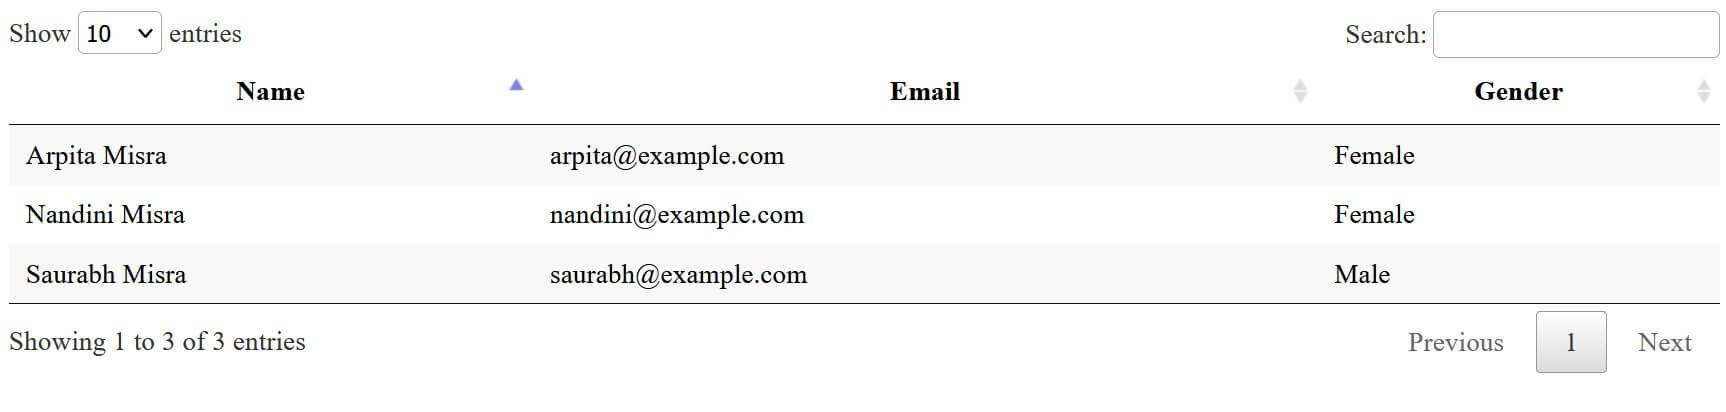 Show 10 entries Search:
Name Email Gender
Arpita Misra arpita@example.com Female
Nandini Misra nandini@example.com Female
Saurabh Misra saurabh@example.com Male
Showing 1 to 3 of 3 entries Previous 1 Next